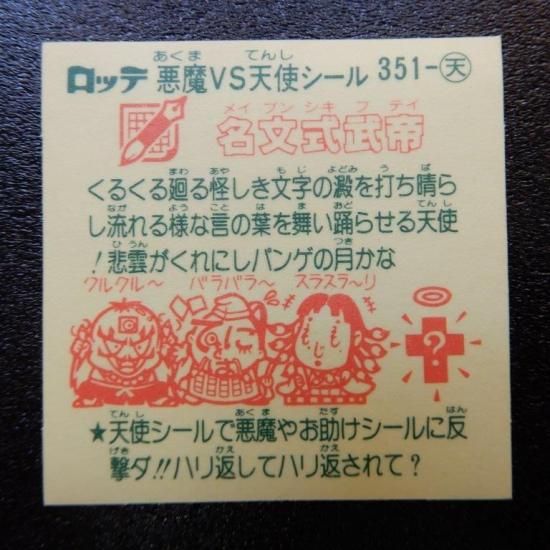 ロッテ 悪魔VS天使シール 351-天
あくま てんし
メイ ブン シキ ブ テイ
名文式武帝
まわ あや もじ よどみ う ば
くるくる廻る怪しき文字の澱を打ち晴ら
なが よう こと は ま おど てんし
し流れる様な言の葉を舞い踊らせる天使
ひうん つき
!悲雲がくれにしパンゲの月かな
クルクル〜 バラバラ〜 スラスラ〜リ
もじもじ
?
てんし あくま たす はん
★天使シールで悪魔やお助けシールに反
げき かえ かえ
撃ダ!!ハリ返してハリ返されて?